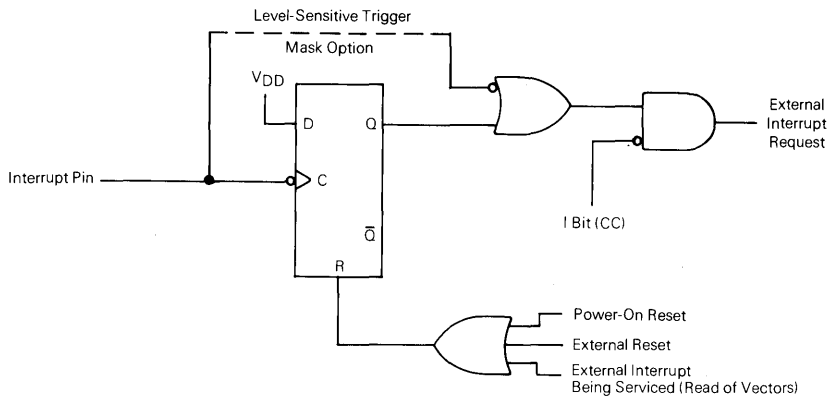 Level-Sensitive Trigger
Mask Option
VDD
D
Q
External
Interrupt
Request
Interrupt Pin
C
I Bit (CC)
Q̅
R
Power-On Reset
External Reset
External Interrupt
Being Serviced (Read of Vectors)